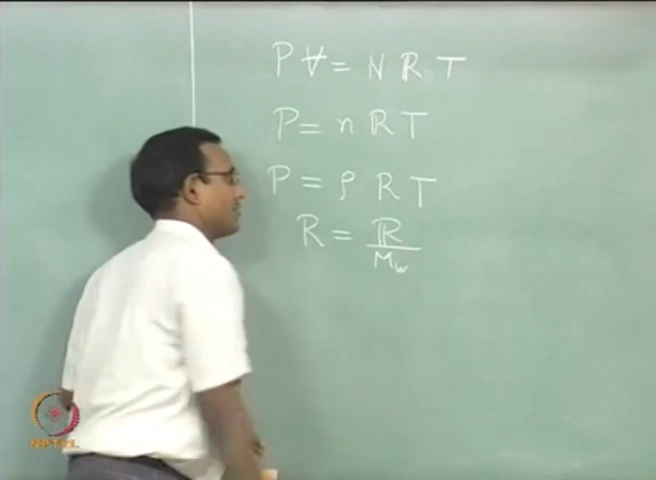 P V = N ℝ T
P = n ℝ T
P = ρ R T
R = ℝ / M_w
NPTEL